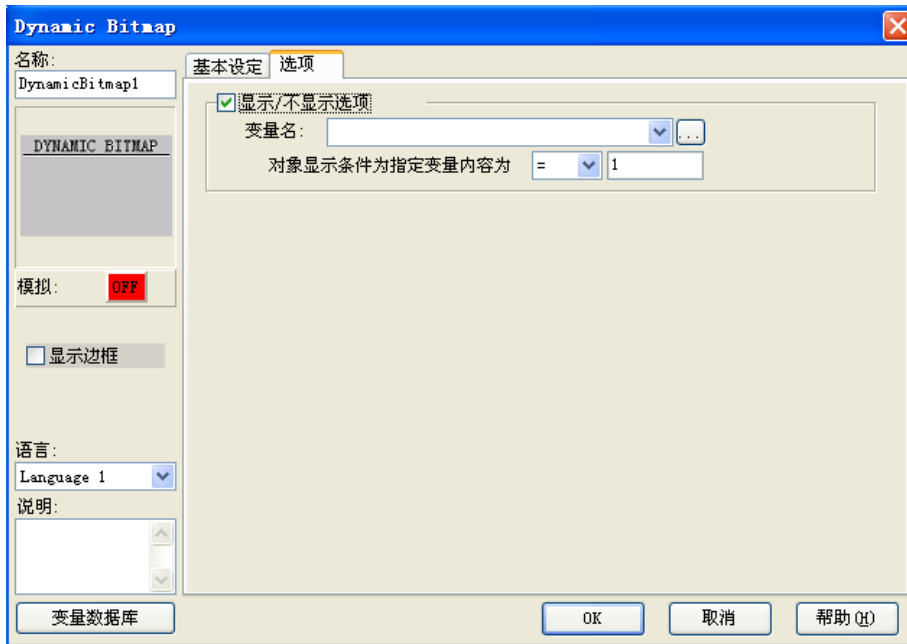 Dynamic Bitmap
名称:
DynamicBitmap1
DYNAMIC BITMAP
模拟: OFF
显示边框
语言:
Language 1
说明:
变量数据库
基本设定 选项
显示/不显示选项
变量名: ...
对象显示条件为指定变量内容为 = 1
OK 取消 帮助(H)